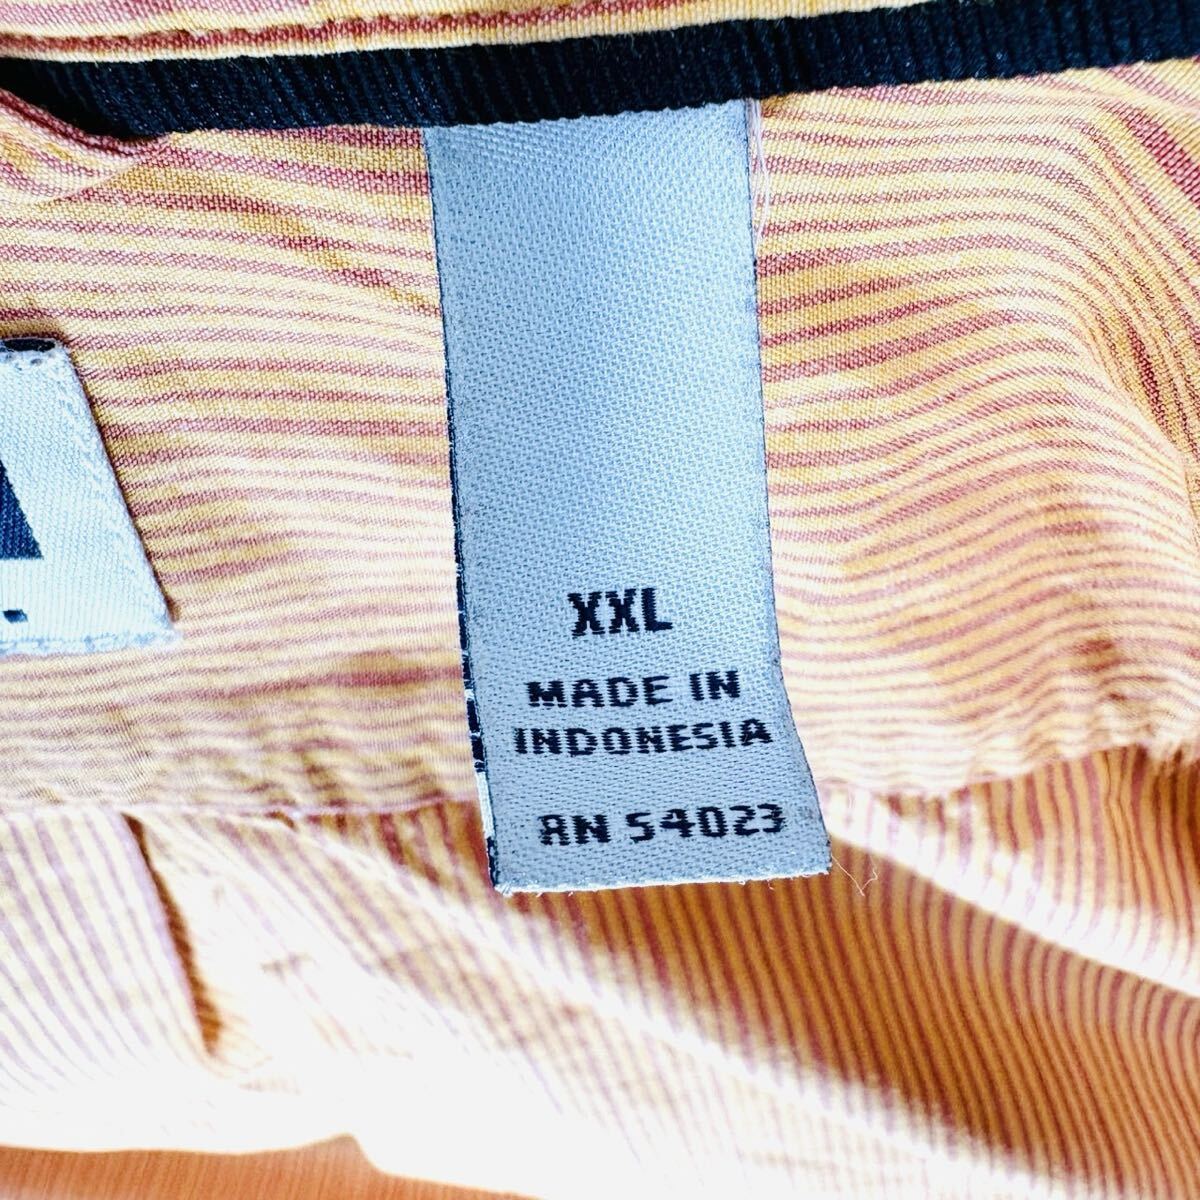 XXL
MADE IN
INDONESIA
RN 54023